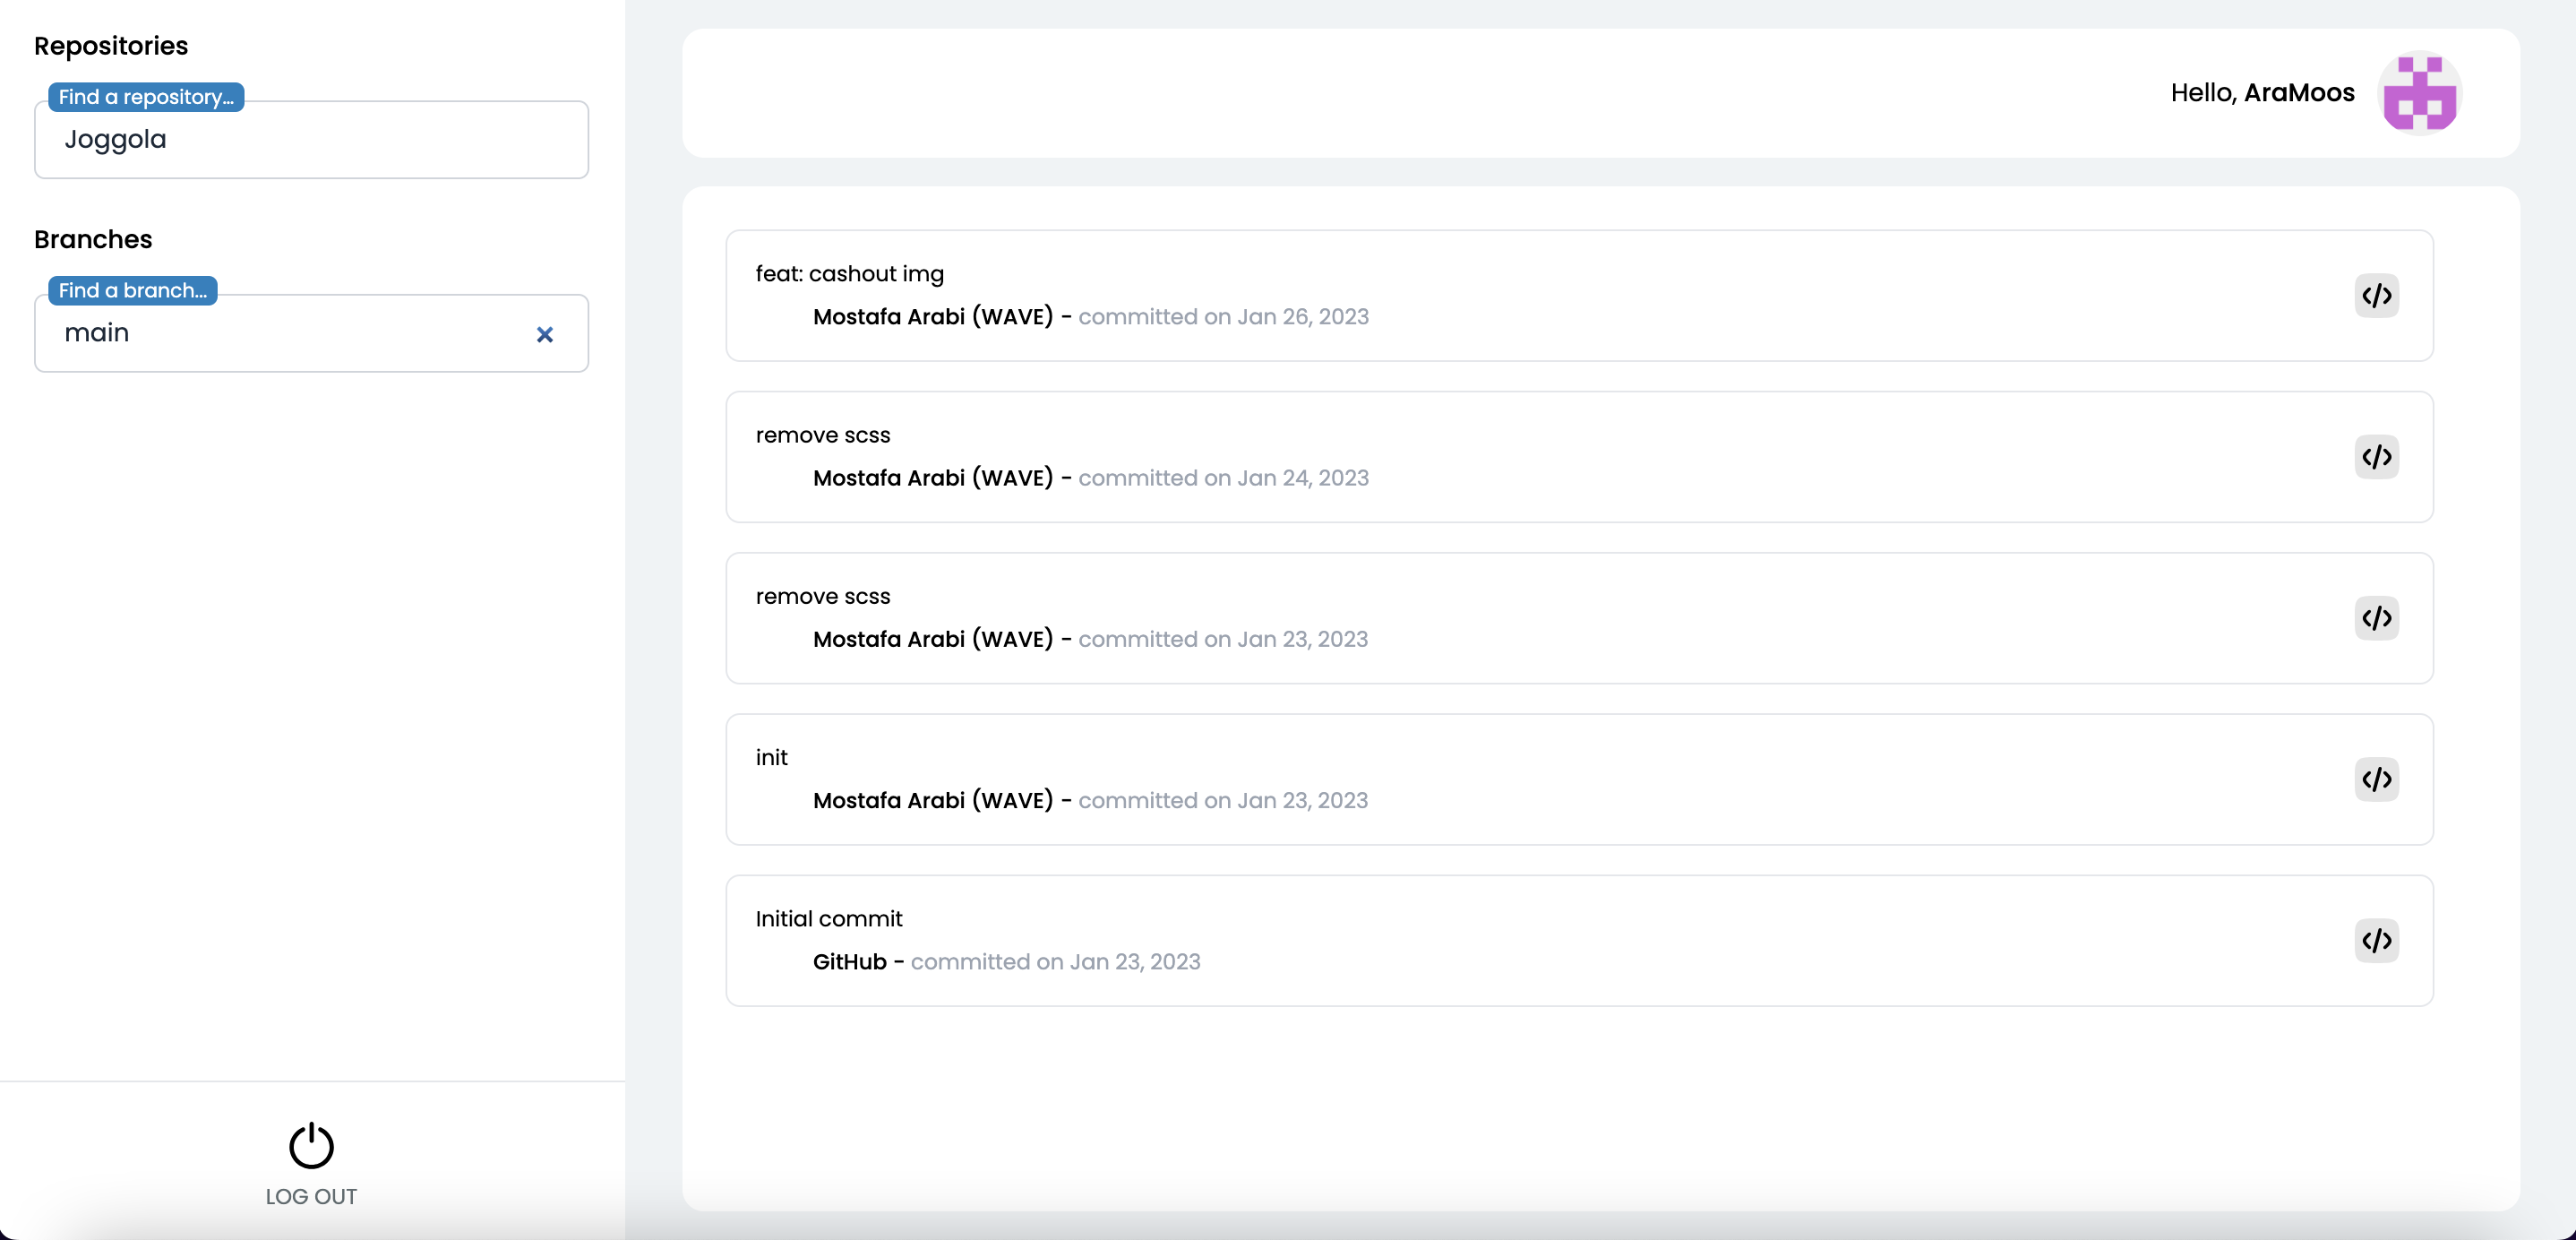 Repositories
Find a repository...
Joggola
Branches
Find a branch...
main
LOG OUT
Hello, AraMoos
feat: cashout img
Mostafa Arabi (WAVE) - committed on Jan 26, 2023
remove scss
Mostafa Arabi (WAVE) - committed on Jan 24, 2023
remove scss
Mostafa Arabi (WAVE) - committed on Jan 23, 2023
init
Mostafa Arabi (WAVE) - committed on Jan 23, 2023
Initial commit
GitHub - committed on Jan 23, 2023